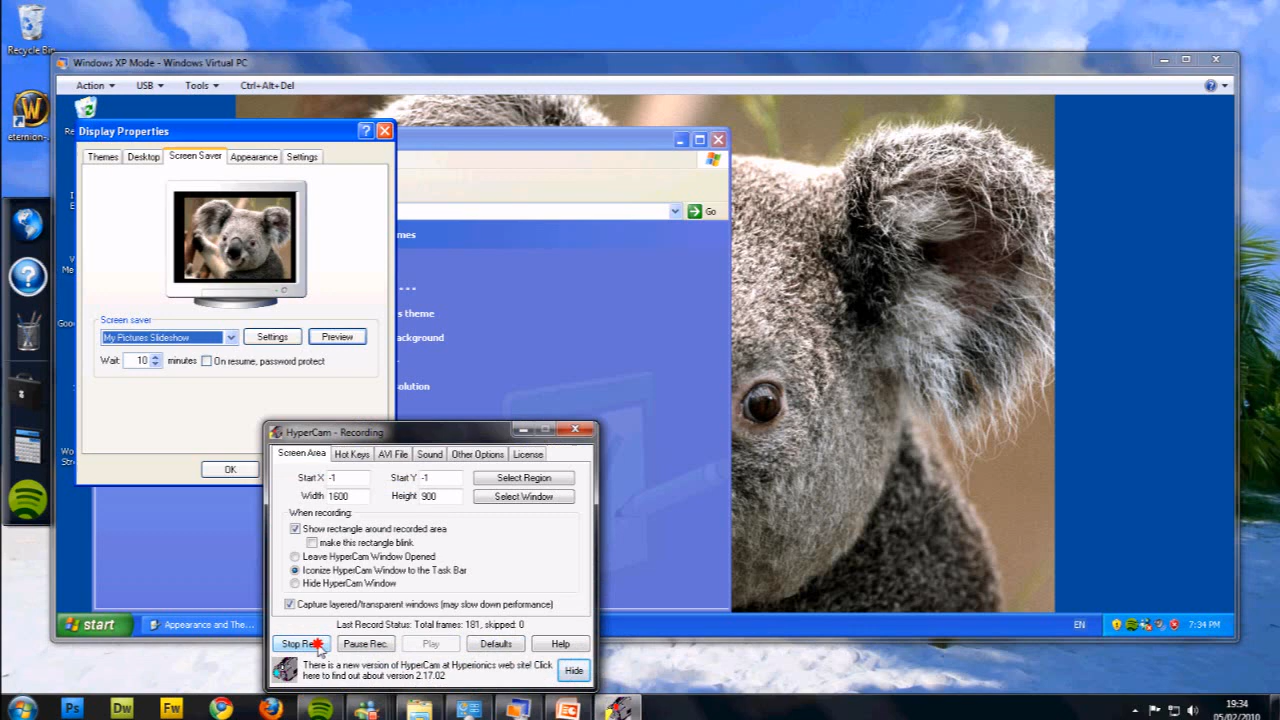 Recycle Bin
Windows XP Mode - Windows Virtual PC
Action USB Tools Ctrl+Alt+Del
eternion-
Display Properties
Themes Desktop Screen Saver Appearance Settings
Go
mes
s theme
ackground
olution
Screen saver
My Pictures Slideshow Settings Preview
Wait: 10 minutes On resume, password protect
OK
HyperCam - Recording
Screen Area Hot Keys AVI File Sound Other Options License
Start X -1 Start Y -1 Select Region
Width 1600 Height 900 Select Window
When recording:
Show rectangle around recorded area
make this rectangle blink.
Leave HyperCam Window Opened
Iconize HyperCam Window to the Task Bar
Hide HyperCam Window
Capture layered/transparent windows (may slow down performance)
Last Record Status: Total frames: 181, skipped: 0
Stop Pause Rec. Play Defaults Help
There is a new version of HyperCam at Hyperionics web site! Click
here to find out about version 2.17.02
Hide
start Appearance and The... EN 7:34 PM
Ps Dw Fw
19:34
05/02/2010